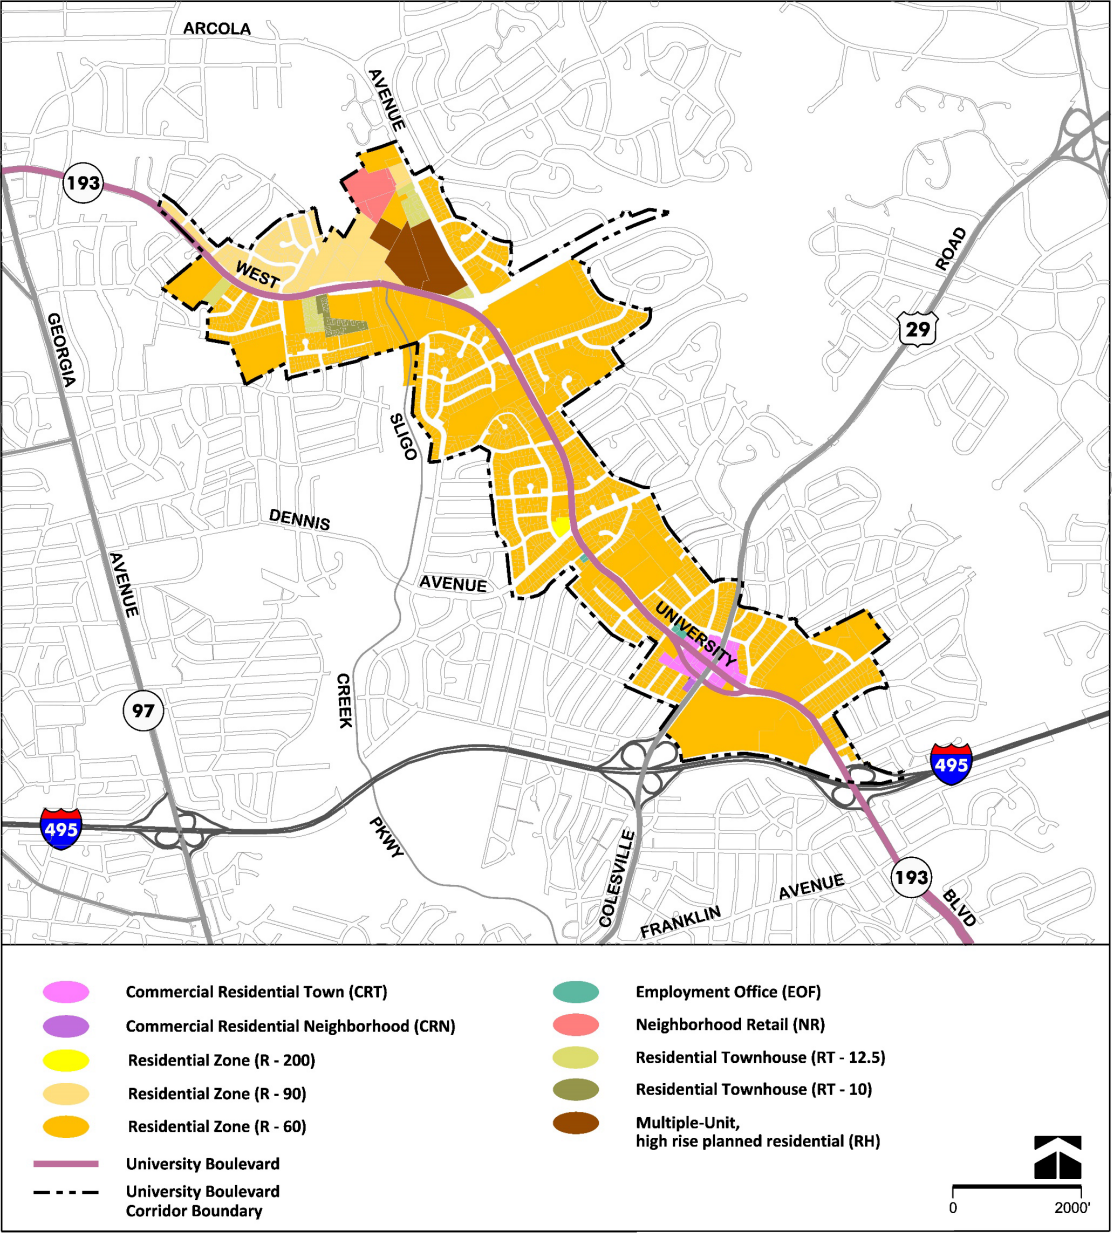 ARCOLA
AVENUE
193
WEST
ROAD
29
GEORGIA
SLIGO
DENNIS
AVENUE
AVENUE
UNIVERSITY
CREEK
97
495
495
PKWY
COLESVILLE
AVENUE
193
FRANKLIN
BLVD
Commercial Residential Town (CRT)
Commercial Residential Neighborhood (CRN)
Residential Zone (R - 200)
Residential Zone (R - 90)
Residential Zone (R - 60)
University Boulevard
University Boulevard
Corridor Boundary
Employment Office (EOF)
Neighborhood Retail (NR)
Residential Townhouse (RT - 12.5)
Residential Townhouse (RT - 10)
Multiple-Unit,
high rise planned residential (RH)
0 2000'